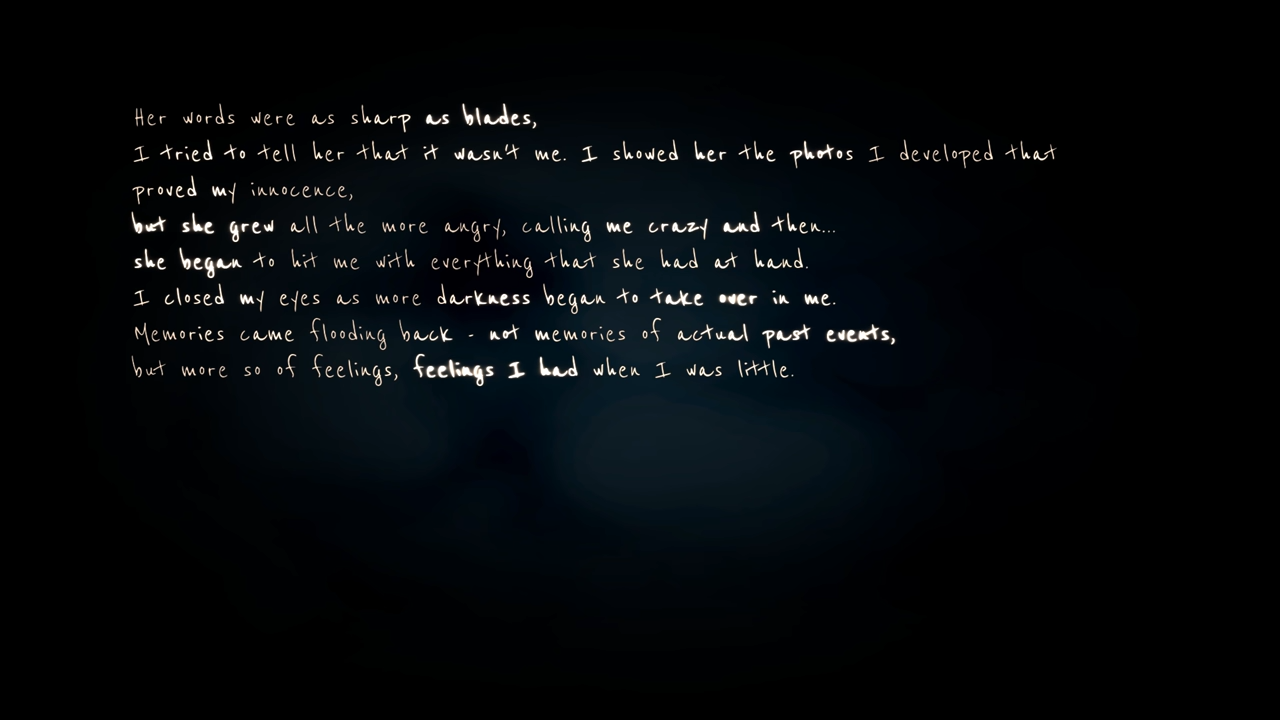 Her words were as sharp as blades,
I tried to tell her that it wasn't me. I showed her the photos I developed that
proved my innocence,
but she grew all the more angry, calling me crazy and then...
she began to hit me with everything that she had at hand.
I closed my eyes as more darkness began to take over in me.
Memories came flooding back - not memories of actual past events,
but more so of feelings, feelings I had when I was little.